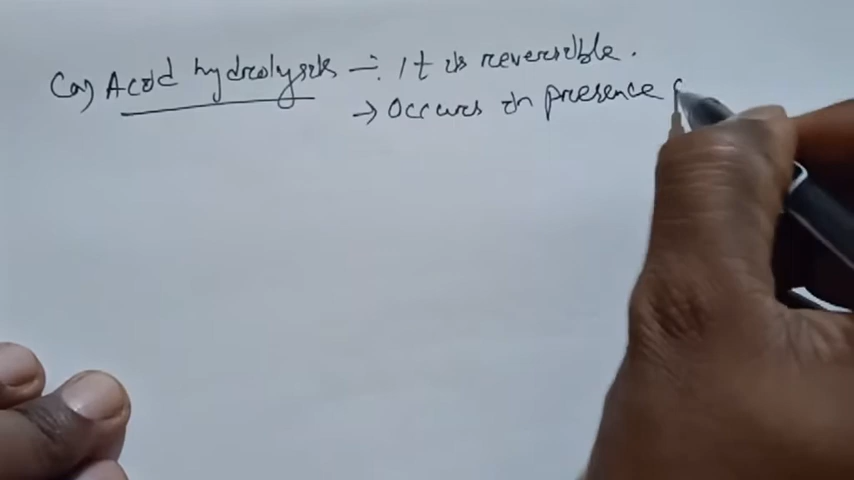 (a) Acid hydrolysis :- It is reversible.
→ Occurs in presence